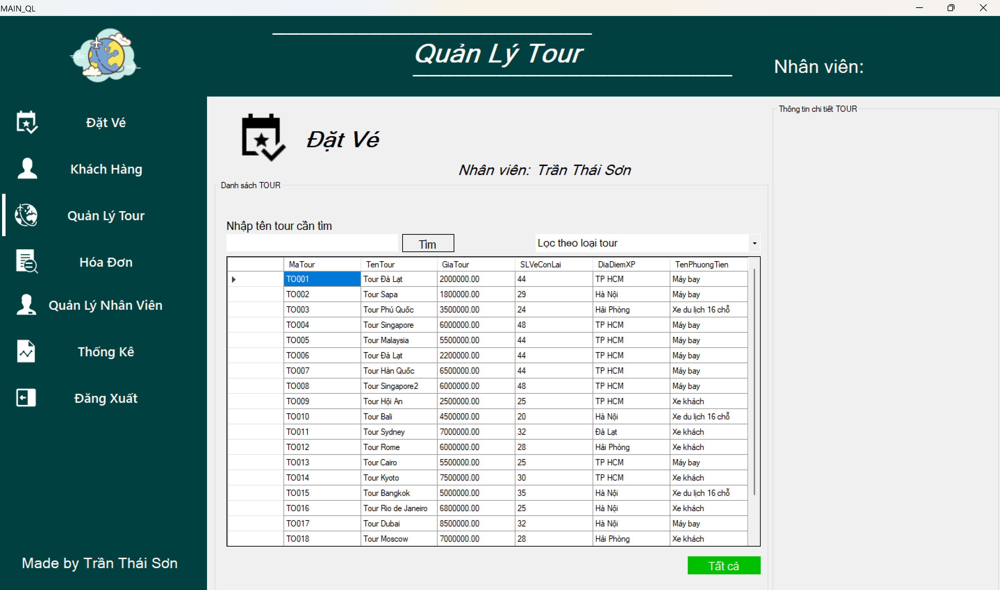 MAIN_QL
Quản Lý Tour
Nhân viên:
Đặt Vé
Khách Hàng
Quản Lý Tour
Hóa Đơn
Quản Lý Nhân Viên
Thống Kê
Đăng Xuất
Made by Trần Thái Sơn
Đặt Vé
Nhân viên: Trần Thái Sơn
Danh sách TOUR
Nhập tên tour cần tìm
Tìm
Lọc theo loại tour
MaTour TenTour GiaTour SLVeConLai DiaDiemXP TenPhuongTien
TO001 Tour Đà Lạt 2000000.00 44 TP HCM Máy bay
TO002 Tour Sapa 1800000.00 29 Hà Nội Máy bay
TO003 Tour Phú Quốc 3500000.00 24 Hải Phòng Xe du lịch 16 chỗ
TO004 Tour Singapore 6000000.00 48 TP HCM Máy bay
TO005 Tour Malaysia 5500000.00 44 TP HCM Máy bay
TO006 Tour Đà Lạt 2200000.00 44 TP HCM Máy bay
TO007 Tour Hàn Quốc 6500000.00 44 TP HCM Máy bay
TO008 Tour Singapore2 6000000.00 48 TP HCM Máy bay
TO009 Tour Hội An 2500000.00 25 TP HCM Xe khách
TO010 Tour Bali 4500000.00 20 Hà Nội Xe du lịch 16 chỗ
TO011 Tour Sydney 7000000.00 32 Đà Lạt Xe khách
TO012 Tour Rome 6000000.00 28 Hải Phòng Xe khách
TO013 Tour Cairo 5500000.00 25 TP HCM Máy bay
TO014 Tour Kyoto 7500000.00 30 TP HCM Xe khách
TO015 Tour Bangkok 5000000.00 35 Hà Nội Xe du lịch 16 chỗ
TO016 Tour Rio de Janeiro 6800000.00 25 Hà Nội Xe khách
TO017 Tour Dubai 8500000.00 32 Hà Nội Máy bay
TO018 Tour Moscow 7000000.00 28 Hải Phòng Xe khách
Tất cả
Thông tin chi tiết TOUR